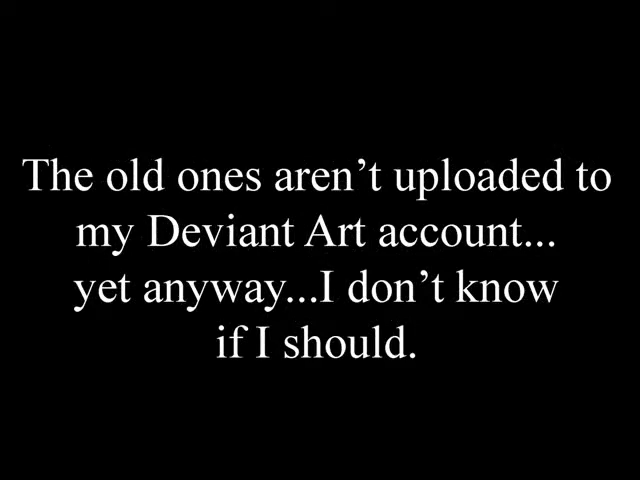 The old ones aren’t uploaded to
my Deviant Art account...
yet anyway...I don’t know
if I should.